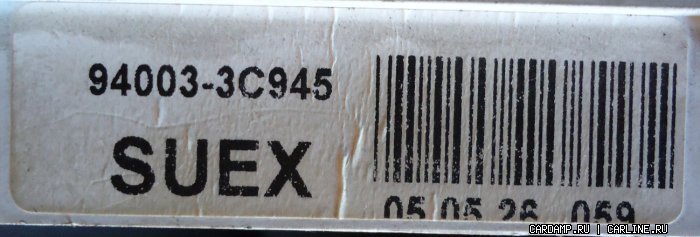 94003-3C945
SUEX
05.05.26 059
CARDAMP.RU | CARLINE.RU